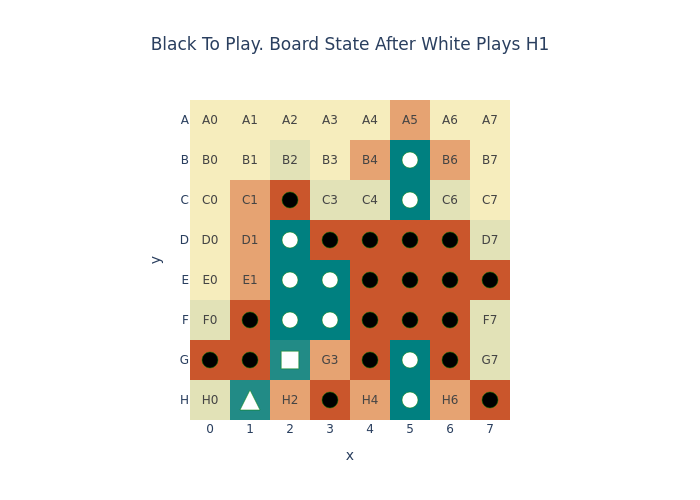 Black To Play. Board State After White Plays H1
A A0 A1 A2 A3 A4 A5 A6 A7
B B0 B1 B2 B3 B4 B6 B7
C C0 C1 C3 C4 C6 C7
D D0 D1 D7
y
E E0 E1
F F0 F7
G G3 G7
H H0 H2 H4 H6
0 1 2 3 4 5 6 7
x